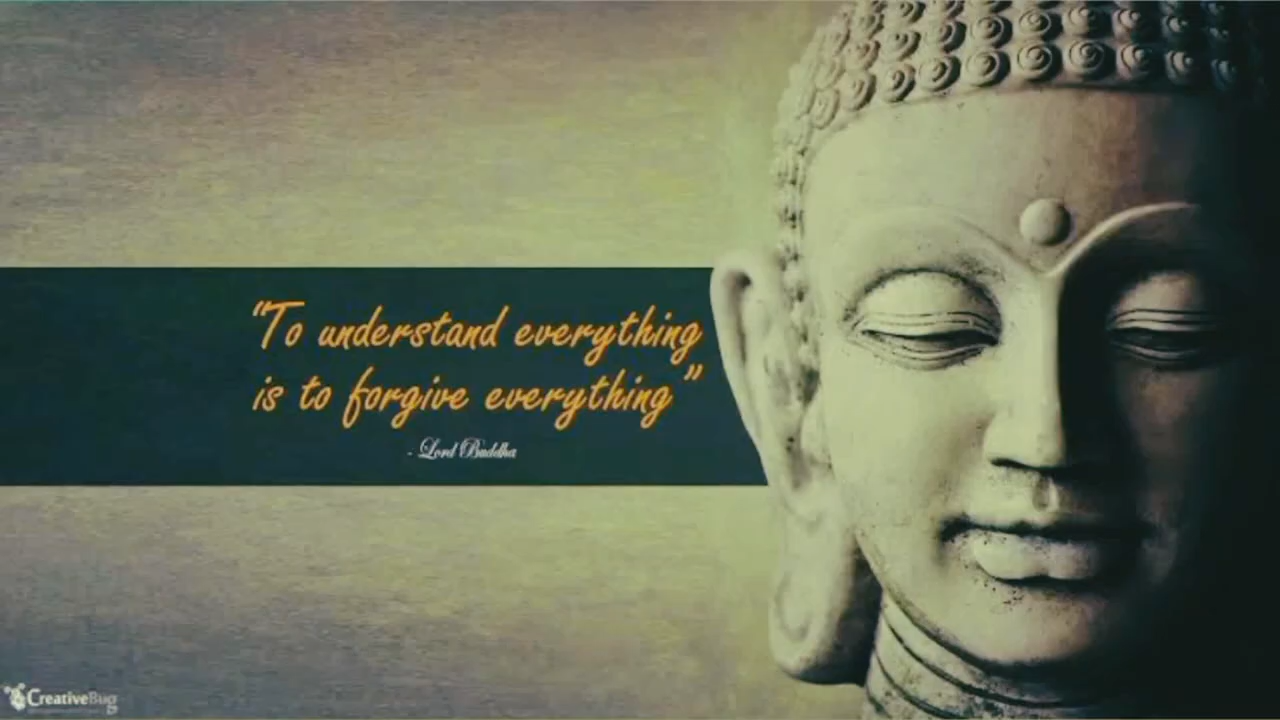 "To understand everything
is to forgive everything"
- Lord Buddha
CreativeBug